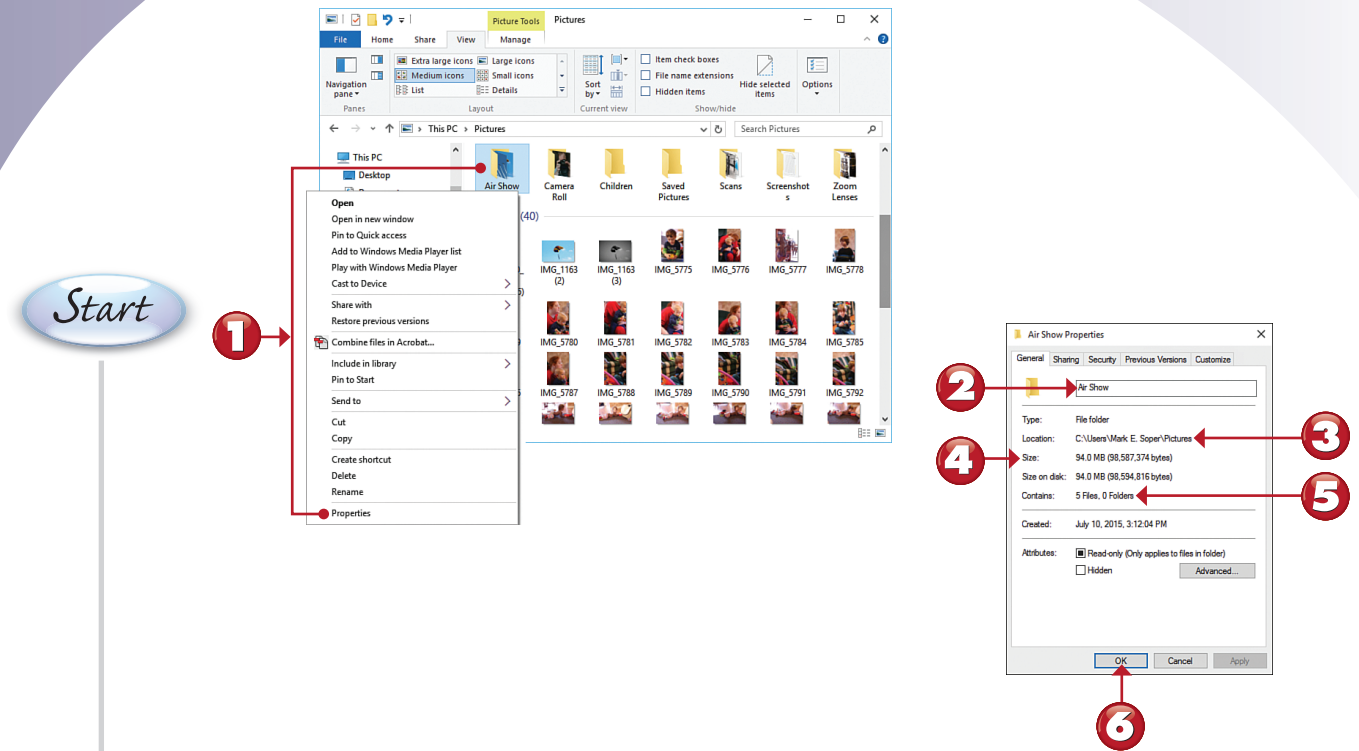 Start
1
Picture Tools Pictures
File Home Share View Manage
Extra large icons Large icons
Medium icons Small icons
List Details
Navigation pane
Sort by
Item check boxes
File name extensions
Hidden items
Hide selected items
Options
Panes Layout Current view Show/hide
This PC > Pictures
Search Pictures
This PC
Desktop
Air Show
Camera Roll
Children
Saved Pictures
Scans
Screenshot s
Zoom Lenses
(40)
IMG_1163 (2)
IMG_1163 (3)
IMG_5775 IMG_5776 IMG_5777 IMG_5778
IMG_5780 IMG_5781 IMG_5782 IMG_5783 IMG_5784 IMG_5785
IMG_5787 IMG_5788 IMG_5789 IMG_5790 IMG_5791 IMG_5792
Open
Open in new window
Pin to Quick access
Add to Windows Media Player list
Play with Windows Media Player
Cast to Device
Share with
Restore previous versions
Combine files in Acrobat...
Include in library
Pin to Start
Send to
Cut
Copy
Create shortcut
Delete
Rename
Properties
Air Show Properties
General Sharing Security Previous Versions Customize
2
Air Show
Type: File folder
Location: C:\Users\Mark E. Soper\Pictures
3
4
Size: 94.0 MB (98,587,374 bytes)
Size on disk: 94.0 MB (98,594,816 bytes)
Contains: 5 Files, 0 Folders
5
Created: July 10, 2015, 3:12:04 PM
Attributes: Read-only (Only applies to files in folder)
Hidden
Advanced...
OK Cancel Apply
6